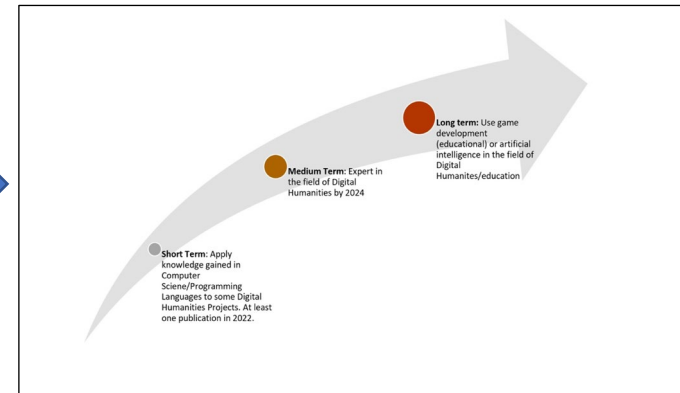 Long term: Use game
development
(educational) or artificial
intelligence in the field of
Digital
Humanites/education
Medium Term: Expert in
the field of Digital
Humanities by 2024
Short Term: Apply
knowledge gained in
Computer
Sciene/Programming
Languages to some Digital
Humanities Projects. At least
one publication in 2022.